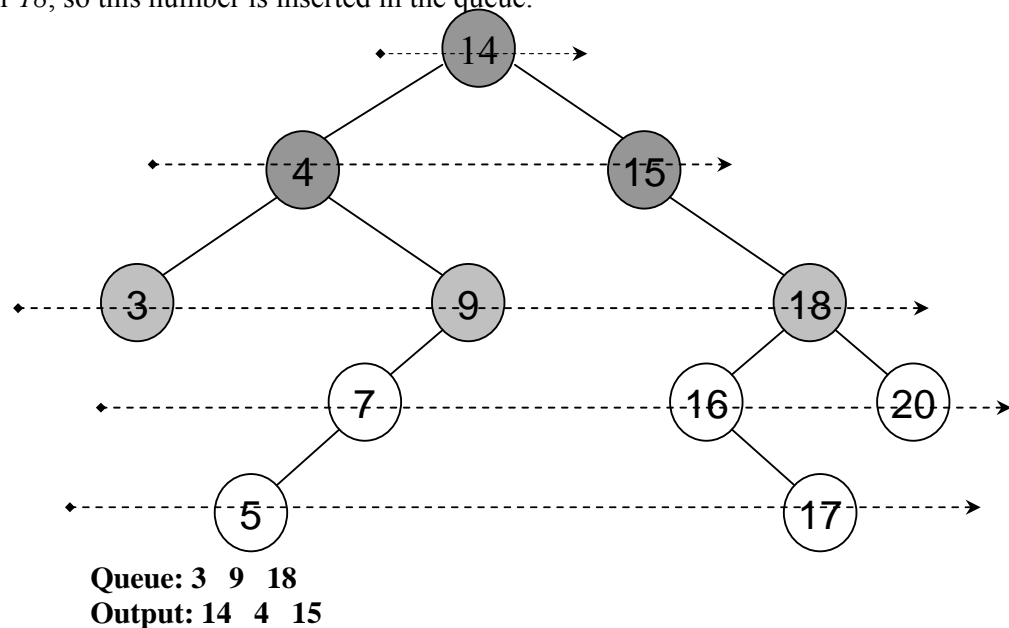 18, so this number is inserted in the queue.
14
4 15
3 9 18
7 16 20
5 17
Queue: 3 9 18
Output: 14 4 15